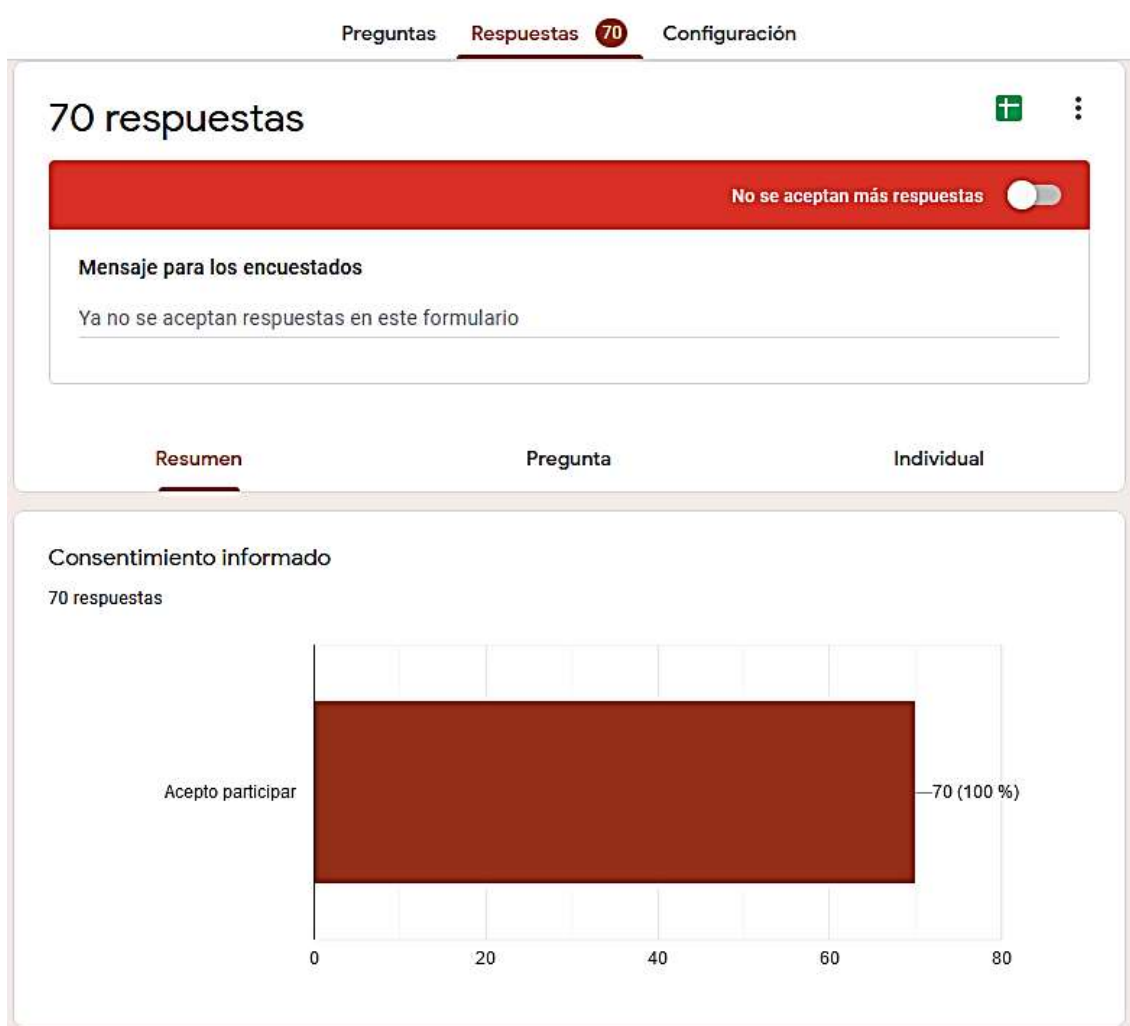 Preguntas Respuestas 70 Configuración
70 respuestas
No se aceptan más respuestas
Mensaje para los encuestados
Ya no se aceptan respuestas en este formulario
Resumen Pregunta Individual
Consentimiento informado
70 respuestas
Acepto participar
70 (100 %)
0 20 40 60 80